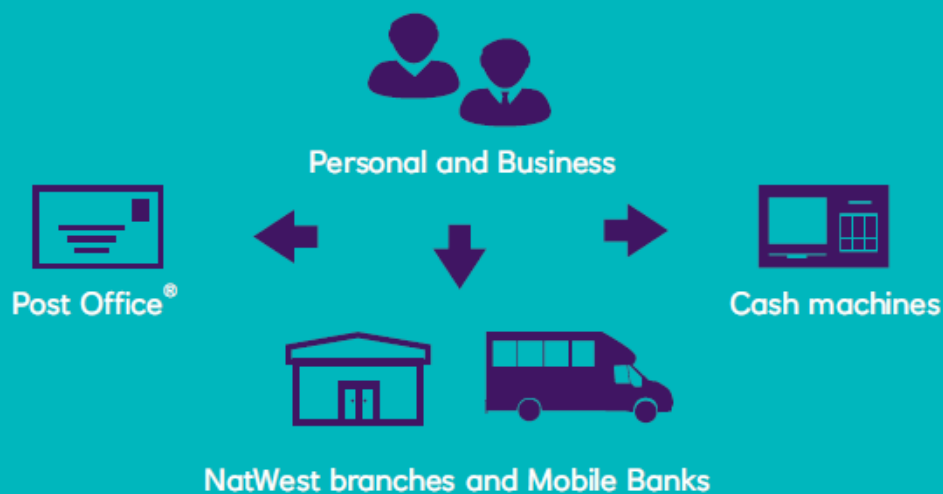 Personal and Business
Post Office®
Cash machines
NatWest branches and Mobile Banks